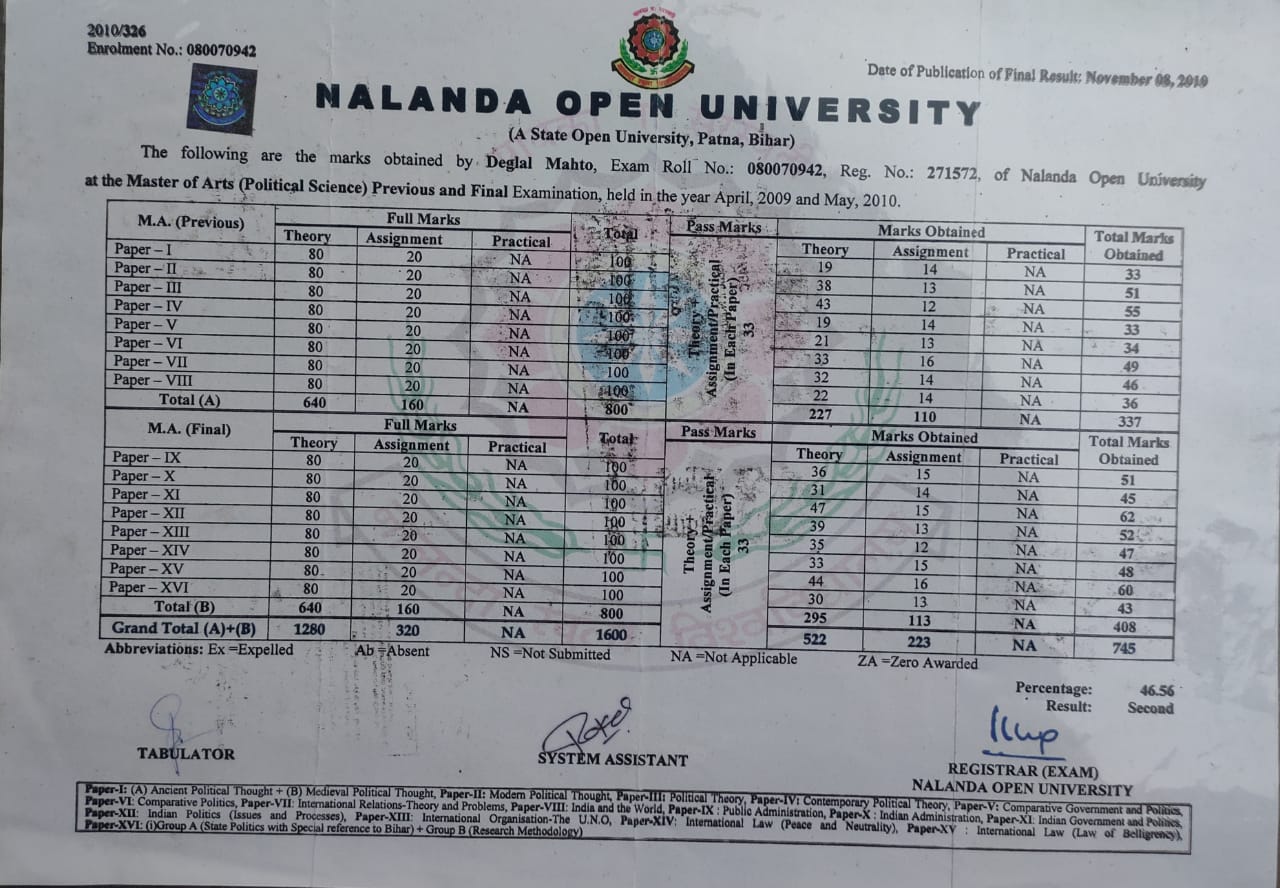 2010/326
Enrolment No.: 080070942
Date of Publication of Final Result: November 08, 2010
NALANDA OPEN UNIVERSITY
(A State Open University, Patna, Bihar)
The following are the marks obtained by Deglal Mahto, Exam Roll No.: 080070942, Reg. No.: 271572, of Nalanda Open University
at the Master of Arts (Political Science) Previous and Final Examination, held in the year April, 2009 and May, 2010.
M.A. (Previous) Full Marks Total Pass Marks Marks Obtained Total Marks Obtained
Theory Assignment Practical Theory Assignment Practical
Theory + Assignment/Practical (In Each Paper) 33
Paper – I 80 20 NA 100 19 14 NA 33
Paper – II 80 20 NA 100 38 13 NA 51
Paper – III 80 20 NA 100 43 12 NA 55
Paper – IV 80 20 NA 100 19 14 NA 33
Paper – V 80 20 NA 100 21 13 NA 34
Paper – VI 80 20 NA 100 33 16 NA 49
Paper – VII 80 20 NA 100 32 14 NA 46
Paper – VIII 80 20 NA 100 22 14 NA 36
Total (A) 640 160 NA 800 227 110 NA 337
M.A. (Final) Full Marks Total Pass Marks Marks Obtained Total Marks Obtained
Theory Assignment Practical Theory Assignment Practical
Theory + Assignment/Practical (In Each Paper) 33
Paper – IX 80 20 NA 100 36 15 NA 51
Paper – X 80 20 NA 100 31 14 NA 45
Paper – XI 80 20 NA 100 47 15 NA 62
Paper – XII 80 20 NA 100 39 13 NA 52
Paper – XIII 80 20 NA 100 35 12 NA 47
Paper – XIV 80 20 NA 100 33 15 NA 48
Paper – XV 80 20 NA 100 44 16 NA 60
Paper – XVI 80 20 NA 100 30 13 NA 43
Total (B) 640 160 NA 800 295 113 NA 408
Grand Total (A)+(B) 1280 320 NA 1600 522 223 NA 745
Abbreviations: Ex =Expelled Ab =Absent NS =Not Submitted NA =Not Applicable ZA =Zero Awarded
Percentage: 46.56
Result: Second
TABULATOR
SYSTEM ASSISTANT
REGISTRAR (EXAM)
NALANDA OPEN UNIVERSITY
Paper-I: (A) Ancient Political Thought + (B) Medieval Political Thought, Paper-II: Modern Political Thought, Paper-III: Political Theory, Paper-IV: Contemporary Political Theory, Paper-V: Comparative Government and Politics,
Paper-VI: Comparative Politics, Paper-VII: International Relations-Theory and Problems, Paper-VIII: India and the World, Paper-IX : Public Administration, Paper-X : Indian Administration, Paper-XI: Indian Government and Politics,
Paper-XII: Indian Politics (Issues and Processes), Paper-XIII: International Organisation-The U.N.O, Paper-XIV: International Law (Peace and Neutrality), Paper-XV : International Law (Law of Belligrency),
Paper-XVI: (i)Group A (State Politics with Special reference to Bihar) + Group B (Research Methodology)